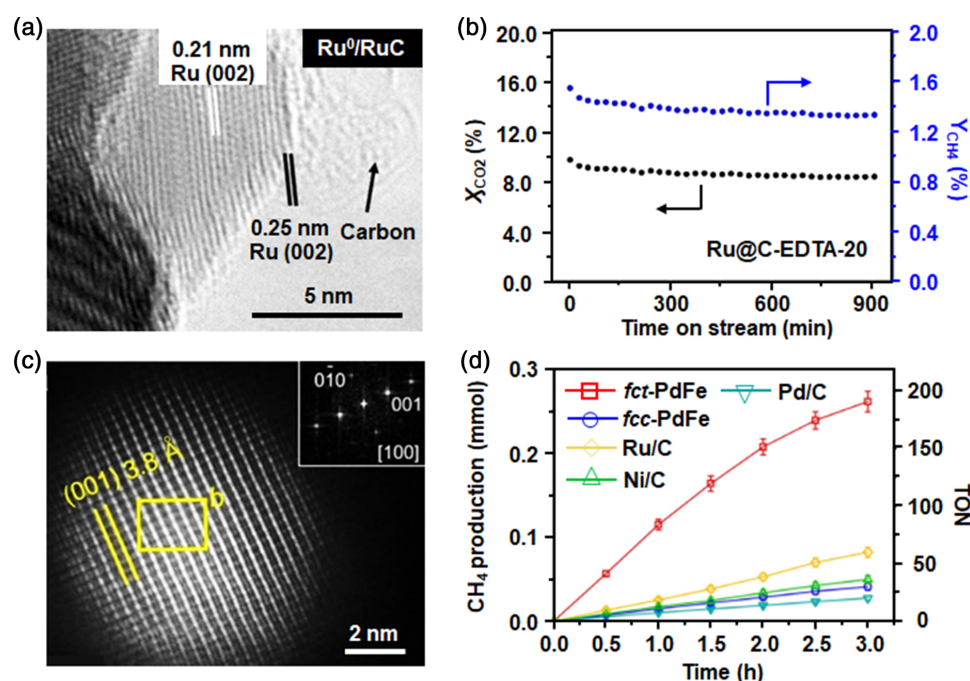 (a)
0.21 nm
Ru (002)
Ru⁰/RuC
0.25 nm
Ru (002)
Carbon
5 nm
(b)
20.0
16.0
12.0
8.0
4.0
0.0
X_CO2 (%)
2.0
1.6
1.2
0.8
0.4
0.0
Y_CH4 (%)
Ru@C-EDTA-20
0
300
600
900
Time on stream (min)
(c)
0̄10
001
[100]
(001) 3.8 Å
b
2 nm
(d)
0.3
0.2
0.1
0.0
CH₄ production (mmol)
fct-PdFe
Pd/C
fcc-PdFe
Ru/C
Ni/C
200
150
100
50
0
TON
0.0
0.5
1.0
1.5
2.0
2.5
3.0
Time (h)